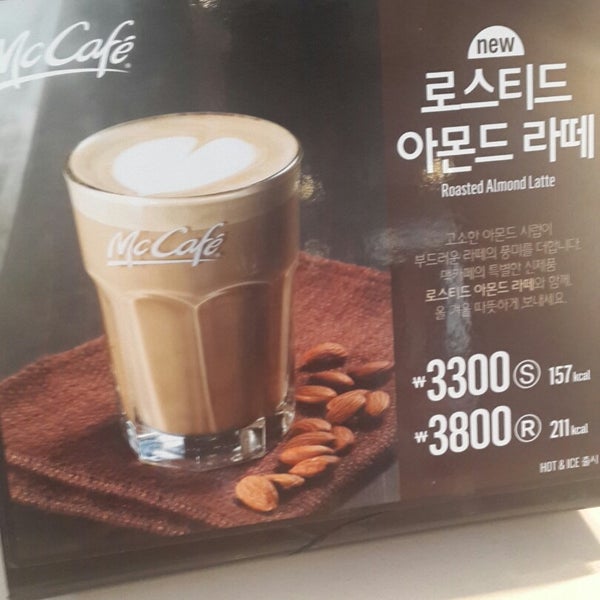 McCafé
new
로스티드
아몬드 라떼
Roasted Almond Latte
고소한 아몬드 시럽이
부드러운 라떼의 풍미를 더합니다.
맥카페의 특별한 신제품
로스티드 아몬드 라떼와 함께,
올 겨울 따뜻하게 보내세요.
McCafé
₩3300 Ⓢ 157 kcal
₩3800 Ⓡ 211 kcal
HOT & ICE 출시